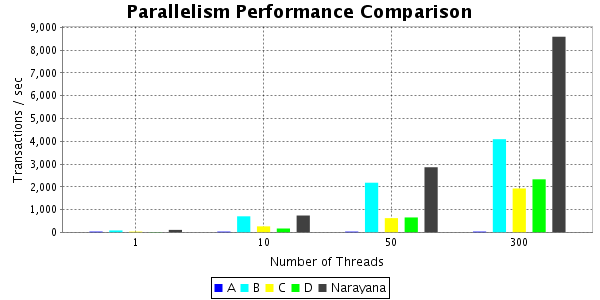 Parallelism Performance Comparison
Transactions / sec
9,000
8,000
7,000
6,000
5,000
4,000
3,000
2,000
1,000
0
1 10 50 300
Number of Threads
A B C D Narayana